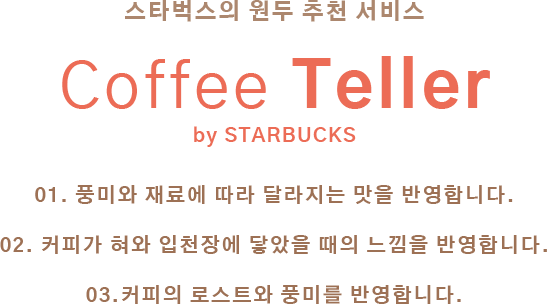 스타벅스의 원두 추천 서비스
Coffee Teller
by STARBUCKS
01. 풍미와 재료에 따라 달라지는 맛을 반영합니다.
02. 커피가 혀와 입천장에 닿았을 때의 느낌을 반영합니다.
03.커피의 로스트와 풍미를 반영합니다.